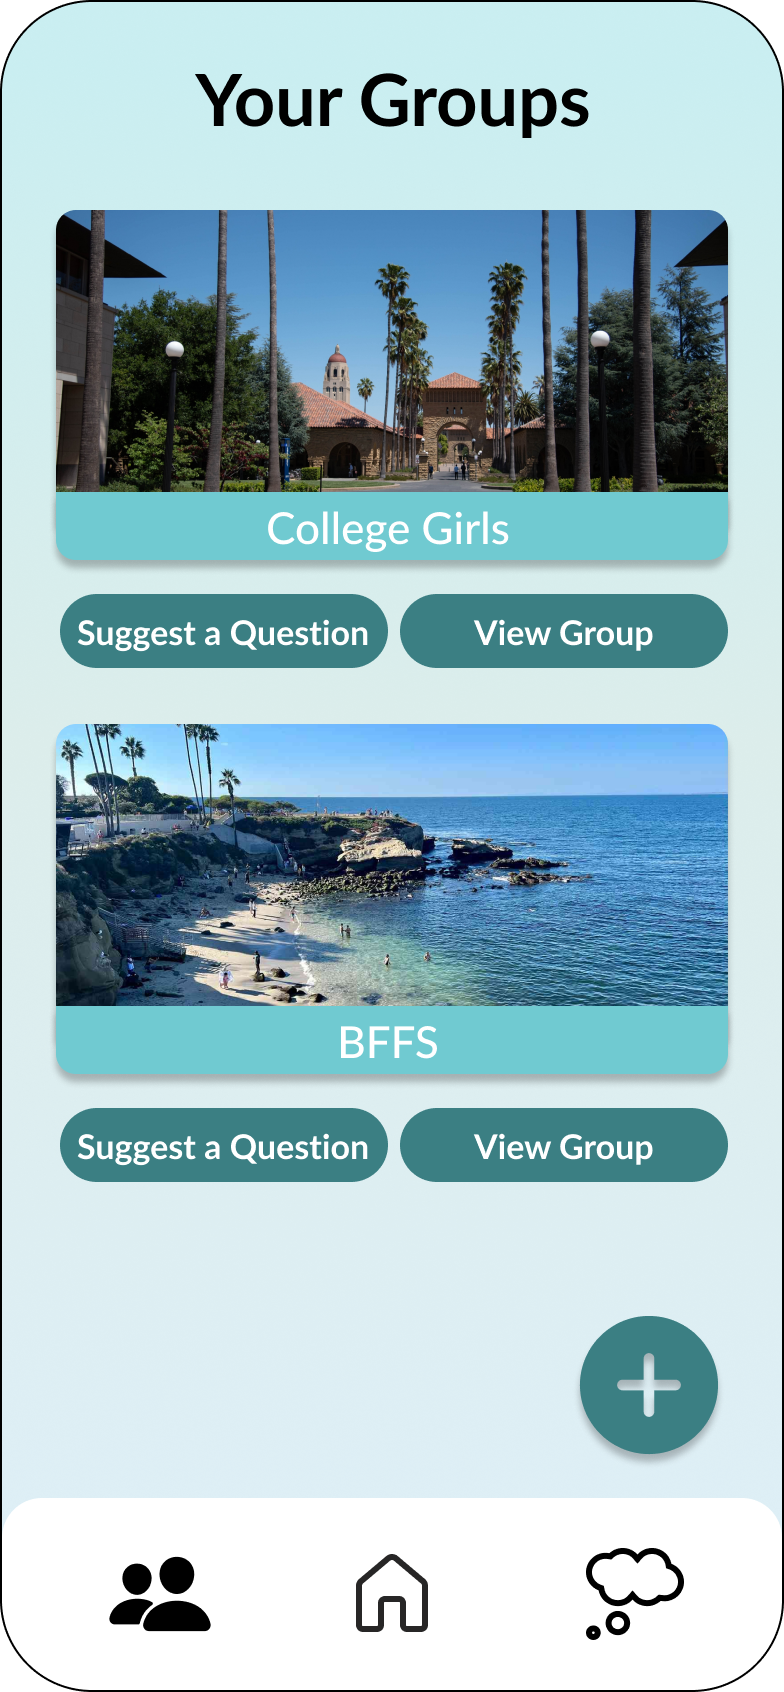 Your Groups
College Girls
Suggest a Question
View Group
BFFS
Suggest a Question
View Group